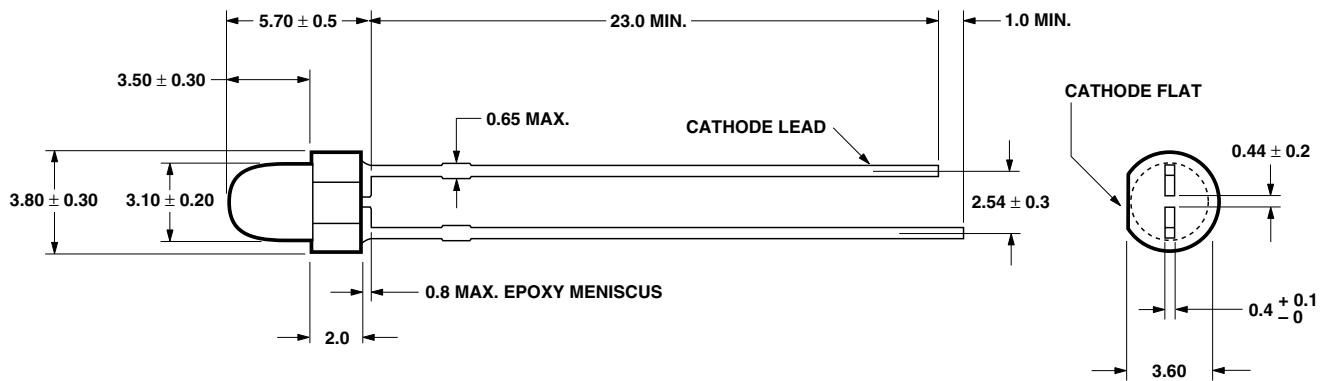 5.70 ± 0.5
23.0 MIN.
1.0 MIN.
3.50 ± 0.30
CATHODE FLAT
0.65 MAX.
CATHODE LEAD
0.44 ± 0.2
3.80 ± 0.30
3.10 ± 0.20
2.54 ± 0.3
0.8 MAX. EPOXY MENISCUS
0.4 + 0.1
– 0
2.0
3.60